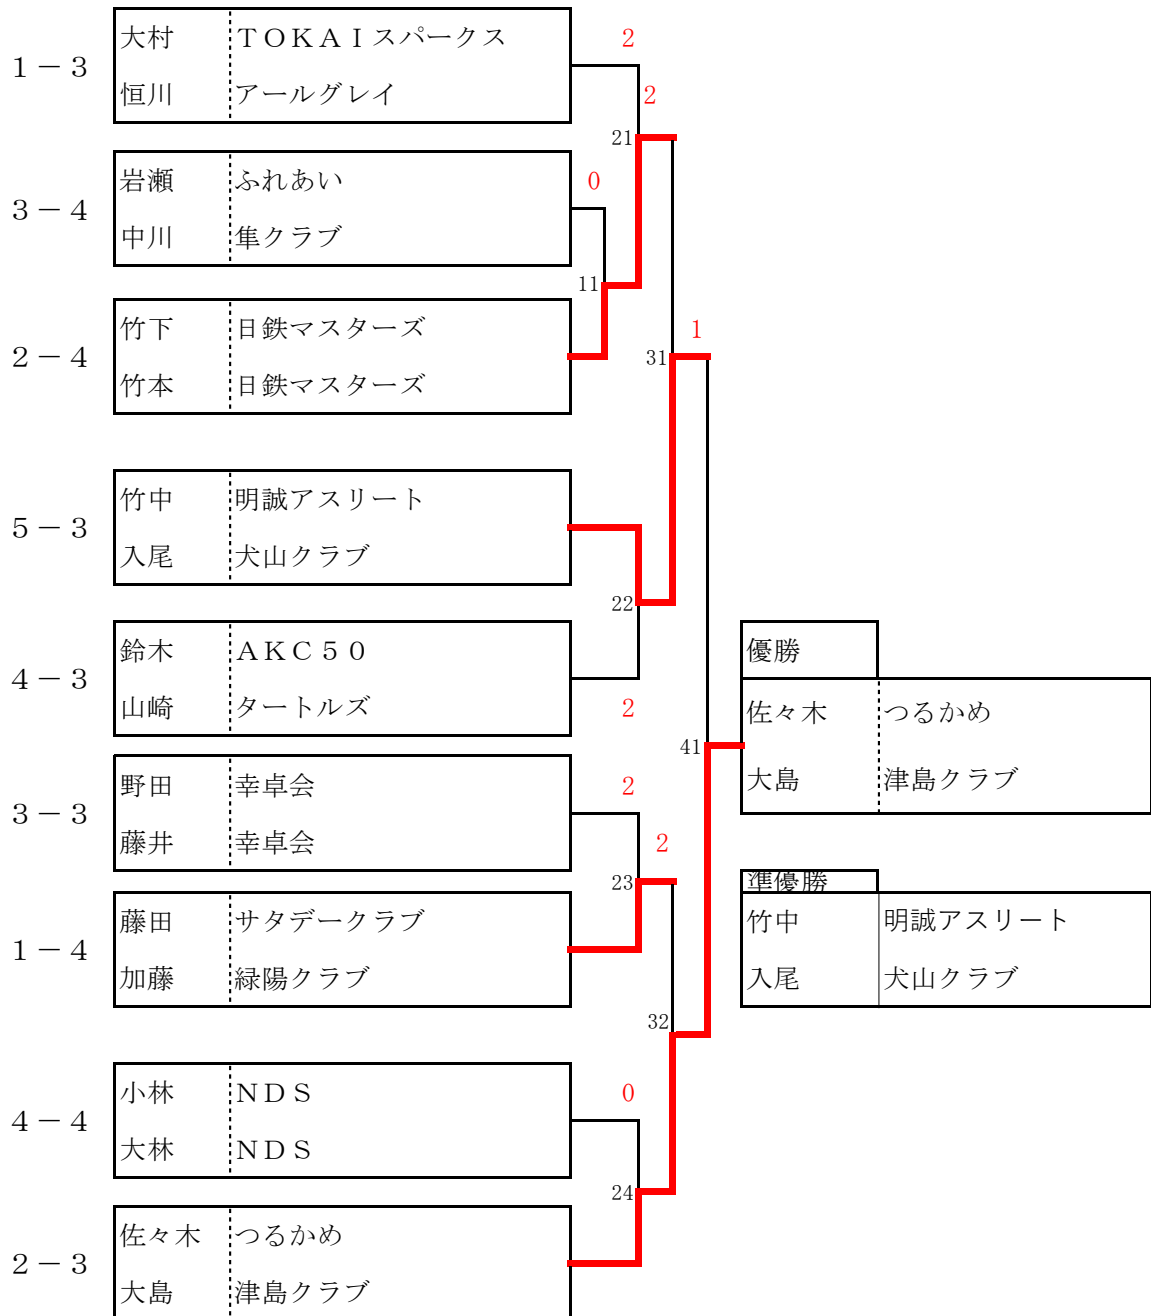 1－3
大村 ＴＯＫＡＩスパークス
恒川 アールグレイ
2
2
21
3－4
岩瀬 ふれあい
中川 隼クラブ
0
11
2－4
竹下 日鉄マスターズ
竹本 日鉄マスターズ
1
31
5－3
竹中 明誠アスリート
入尾 犬山クラブ
22
4－3
鈴木 ＡＫＣ５０
山崎 タートルズ
2
41
優勝
佐々木 つるかめ
大島 津島クラブ
3－3
野田 幸卓会
藤井 幸卓会
2
2
23
準優勝
竹中 明誠アスリート
入尾 犬山クラブ
1－4
藤田 サタデークラブ
加藤 緑陽クラブ
32
4－4
小林 ＮＤＳ
大林 ＮＤＳ
0
24
2－3
佐々木 つるかめ
大島 津島クラブ